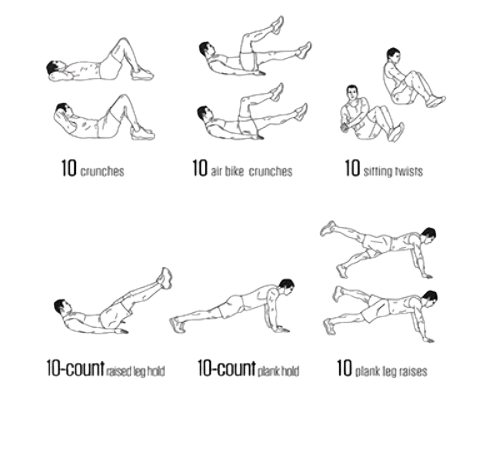 10 crunches
10 air bike crunches
10 sitting twists
10-count raised leg hold
10-count plank hold
10 plank leg raises